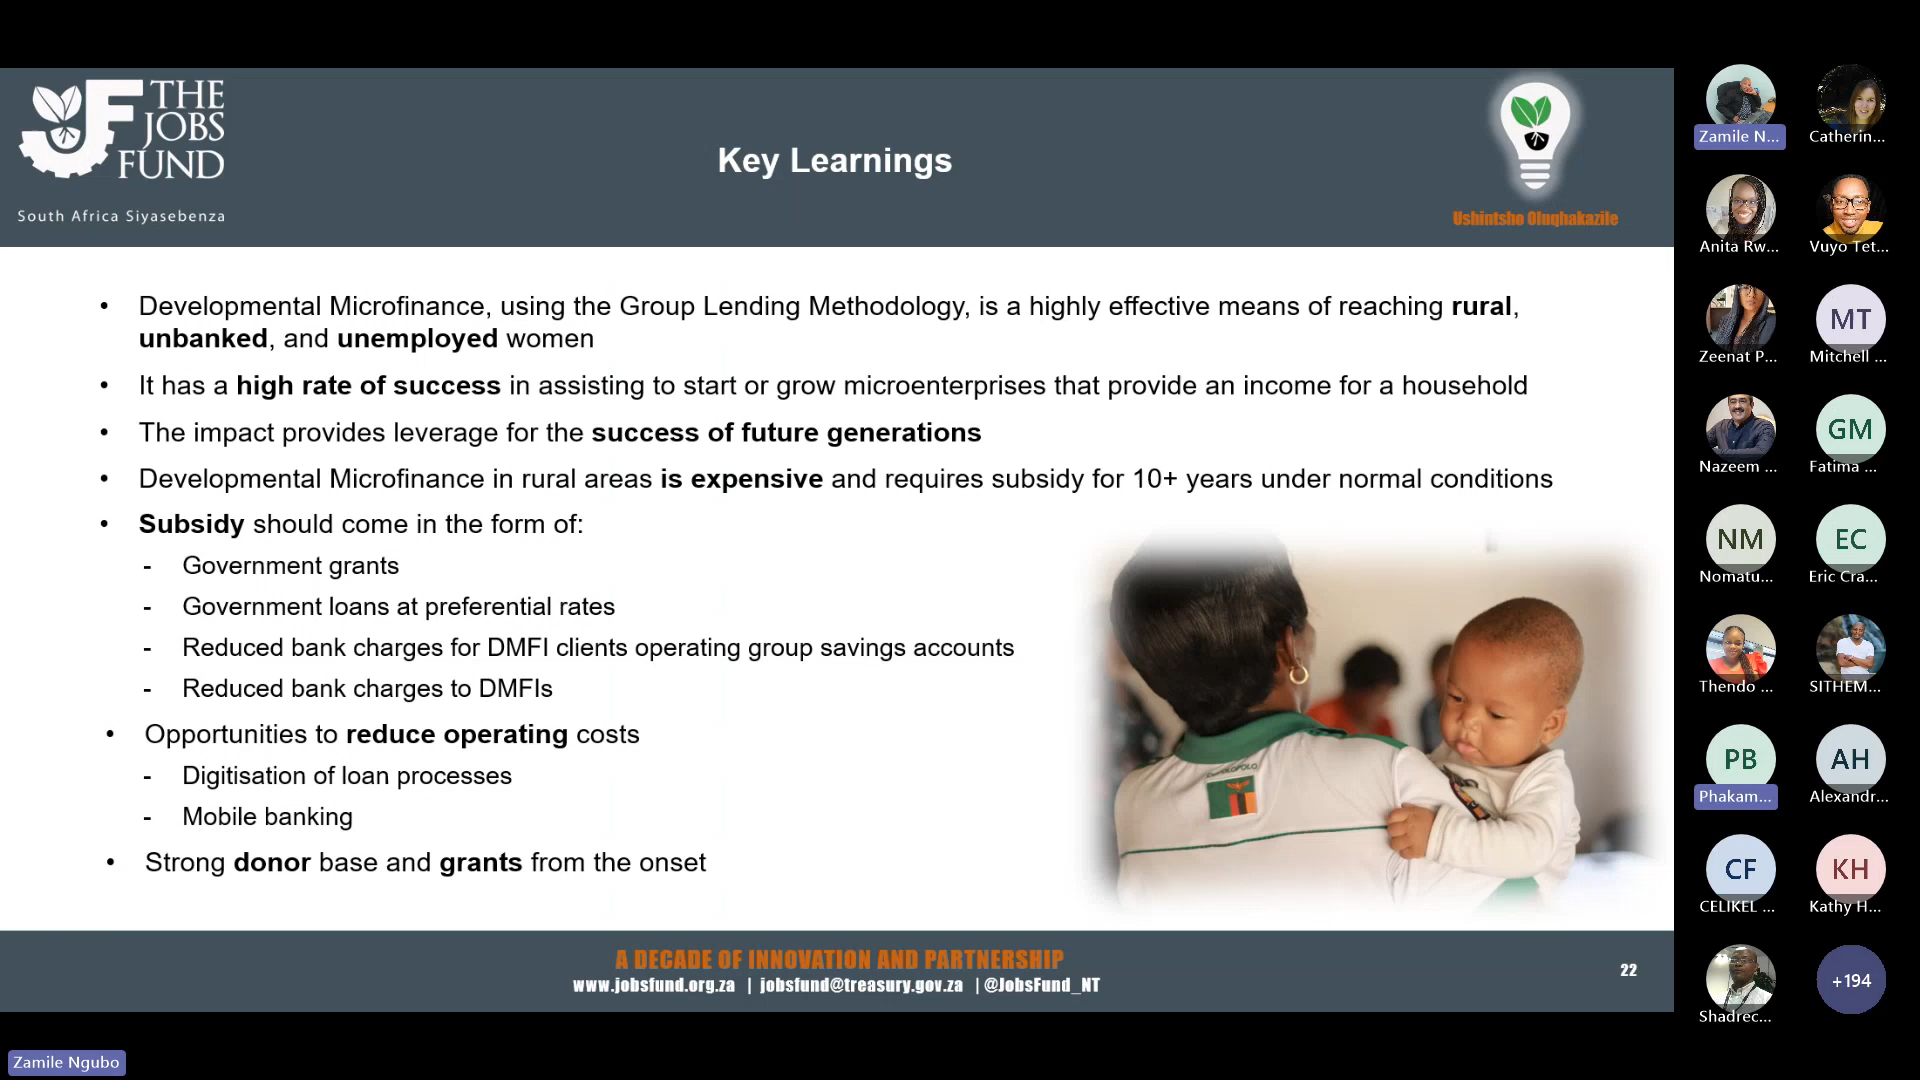 THE
JOBS
FUND
South Africa Siyasebenza
Key Learnings
Ushintsho Oluqhakazile
• Developmental Microfinance, using the Group Lending Methodology, is a highly effective means of reaching rural,
unbanked, and unemployed women
• It has a high rate of success in assisting to start or grow microenterprises that provide an income for a household
• The impact provides leverage for the success of future generations
• Developmental Microfinance in rural areas is expensive and requires subsidy for 10+ years under normal conditions
• Subsidy should come in the form of:
- Government grants
- Government loans at preferential rates
- Reduced bank charges for DMFI clients operating group savings accounts
- Reduced bank charges to DMFIs
• Opportunities to reduce operating costs
- Digitisation of loan processes
- Mobile banking
• Strong donor base and grants from the onset
A DECADE OF INNOVATION AND PARTNERSHIP
www.jobsfund.org.za | jobsfund@treasury.gov.za | @JobsFund_NT
22
Zamile N...
Catherin...
Anita Rw...
Vuyo Tet...
Zeenat P...
MT
Mitchell ...
Nazeem ...
GM
Fatima ...
NM
Nomatu...
EC
Eric Cra...
Thendo ...
SITHEM...
PB
Phakam...
AH
Alexandr...
CF
CELIKEL ...
KH
Kathy H...
Shadrec...
+194
Zamile Ngubo